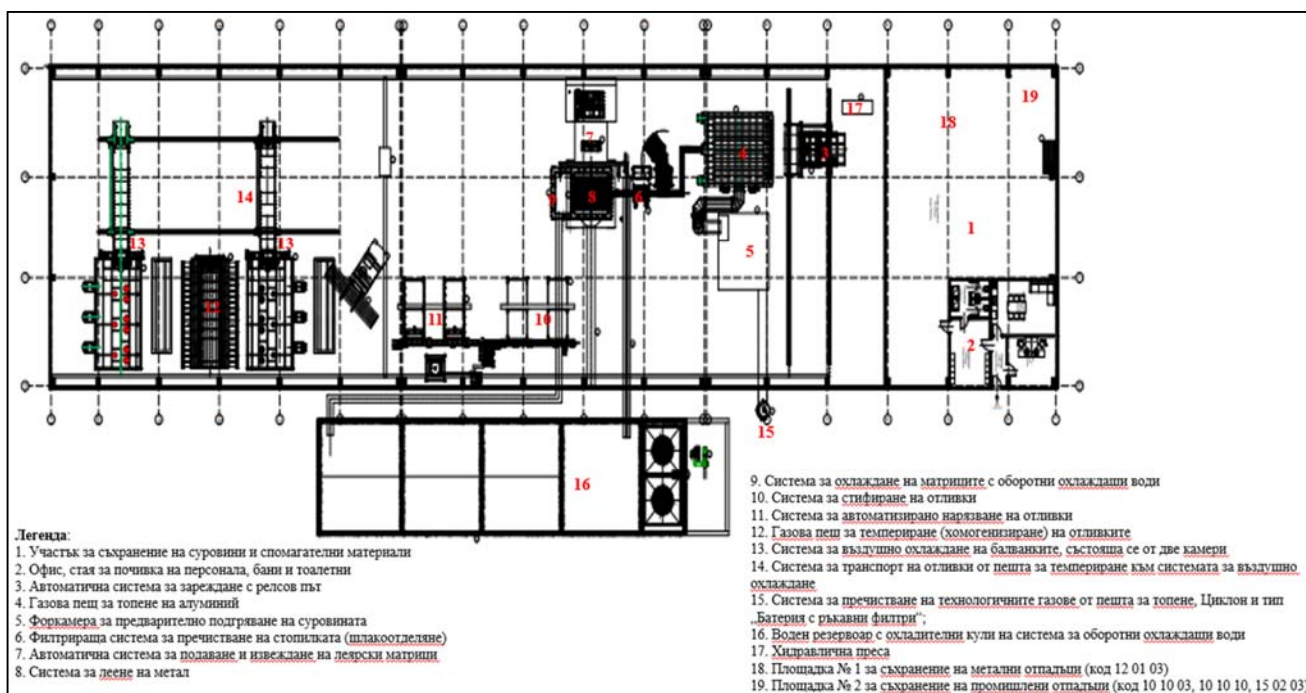 17
19
18
7
4
3
14
9
8
6
1
13
13
5
12
11
10
2
15
16
Легенда:
1. Участък за съхранение на суровини и спомагателни материали
2. Офис, стая за почивка на персонала, бани и тоалетни
3. Автоматична система за зареждане с релсов път
4. Газова пещ за топене на алуминий
5. Форкамера за предварително подгряване на суровината
6. Филтрираща система за пречистване на стопилката (шлакоотделяне)
7. Автоматична система за подаване и извеждане на леярски матрици
8. Система за леене на метал
9. Система за охлаждане на матриците с оборотни охлаждащи води
10. Система за стифиране на отливки
11. Система за автоматизирано нарязване на отливки
12. Газова пеш за темпериране (хомогенизиране) на отливките
13. Система за въздушно охлаждане на балванките, състояща се от две камери
14. Система за транспорт на отливки от пещта за темпериране към системата за въздушно
охлаждане
15. Система за пречистване на технологичните газове от пещта за топене, Циклон и тип
„Батерия с ръкавни филтри“;
16. Воден резервоар с охладителни кули на система за оборотни охлаждащи води
17. Хидравлична преса
18. Площадка № 1 за съхранение на метални отпадъци (код 12 01 03)
19. Площадка № 2 за съхранение на промишлени отпадъци (код 10 10 03, 10 10 10, 15 02 03)